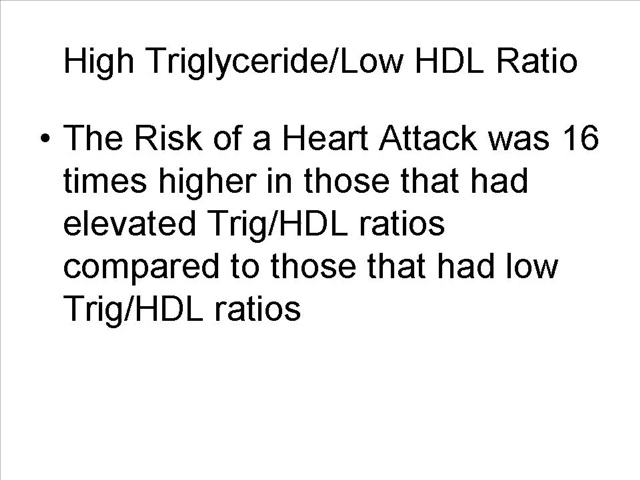 High Triglyceride/Low HDL Ratio
• The Risk of a Heart Attack was 16
times higher in those that had
elevated Trig/HDL ratios
compared to those that had low
Trig/HDL ratios